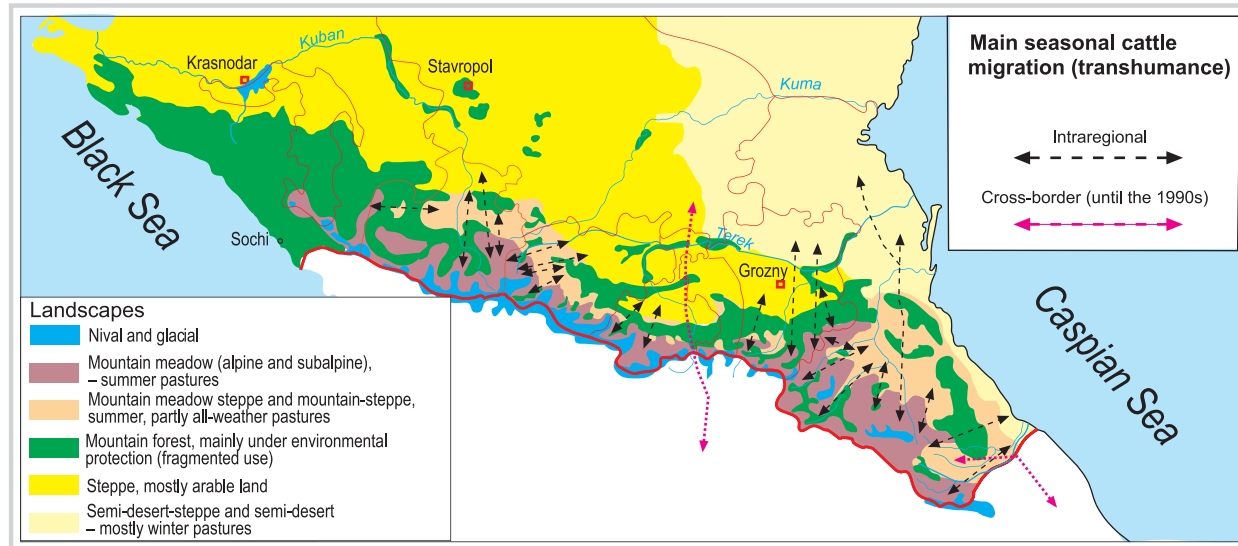 Main seasonal cattle
migration (transhumance)
Intraregional
Cross-border (until the 1990s)
Krasnodar
Kuban
Stavropol
Kuma
Black Sea
Sochi
Terek
Grozny
Caspian Sea
Landscapes
Nival and glacial
Mountain meadow (alpine and subalpine),
– summer pastures
Mountain meadow steppe and mountain-steppe,
summer, partly all-weather pastures
Mountain forest, mainly under environmental
protection (fragmented use)
Steppe, mostly arable land
Semi-desert-steppe and semi-desert
– mostly winter pastures